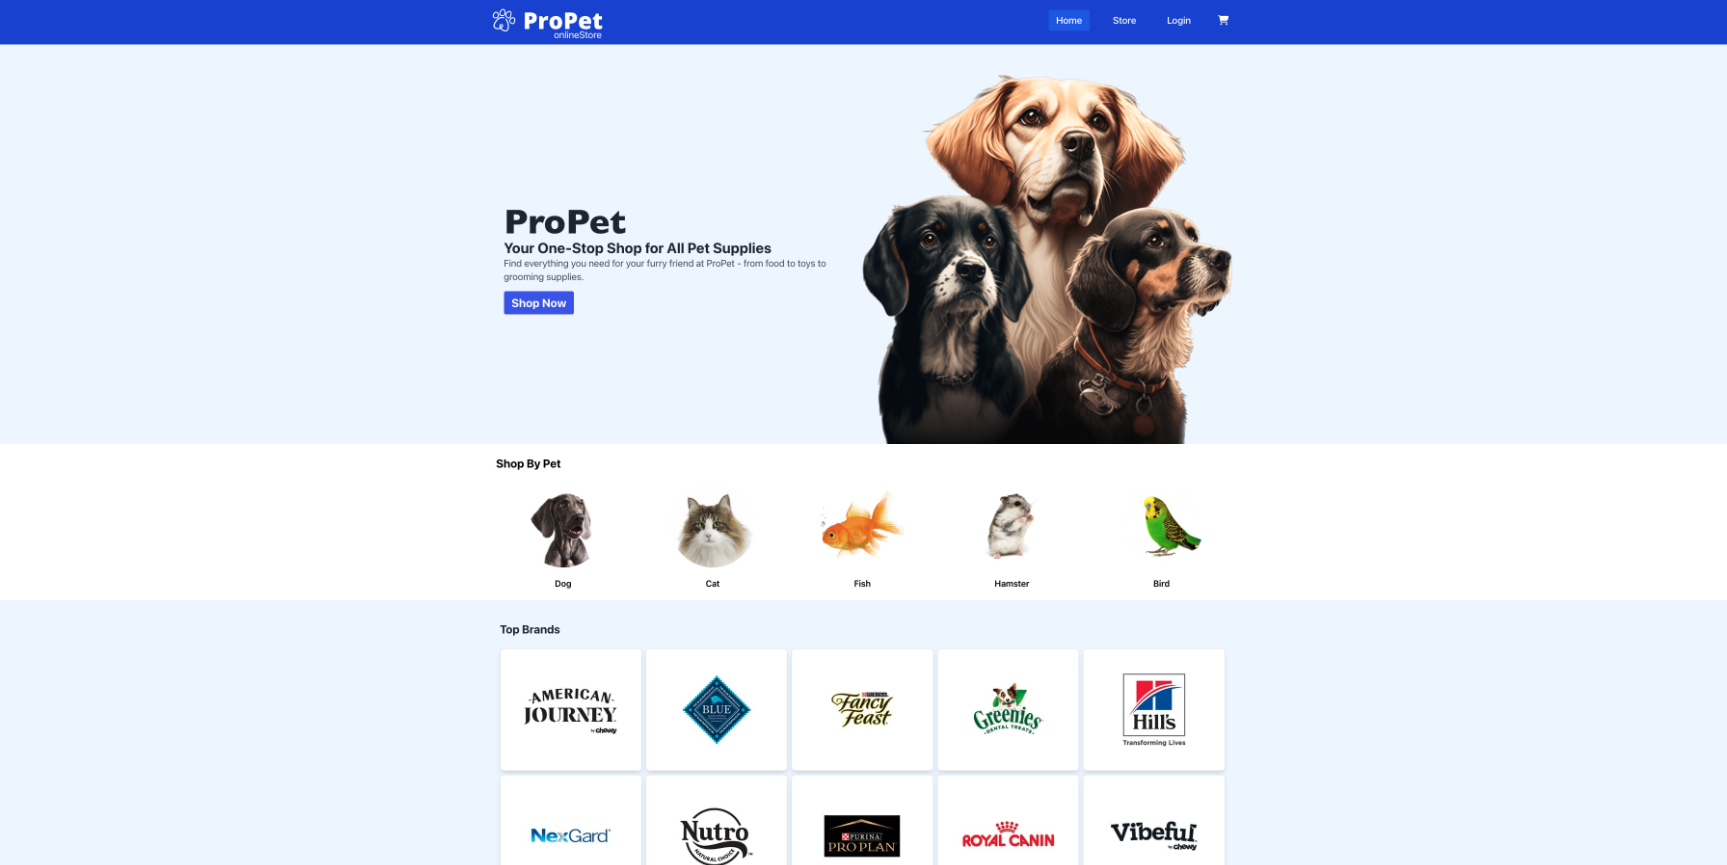 ProPet
onlineStore
Home
Store
Login
ProPet
Your One-Stop Shop for All Pet Supplies
Find everything you need for your furry friend at ProPet - from food to toys to
grooming supplies.
Shop Now
Shop By Pet
Dog
Cat
Fish
Hamster
Bird
Top Brands
AMERICAN
JOURNEY
by chewy
BLUE
Fancy
Feast
Greenies
DENTAL TREATS
Hill's
Transforming Lives
NexGard
Nutro
NATURAL CHOICE
PURINA
PRO PLAN
ROYAL CANIN
Vibeful
by chewy